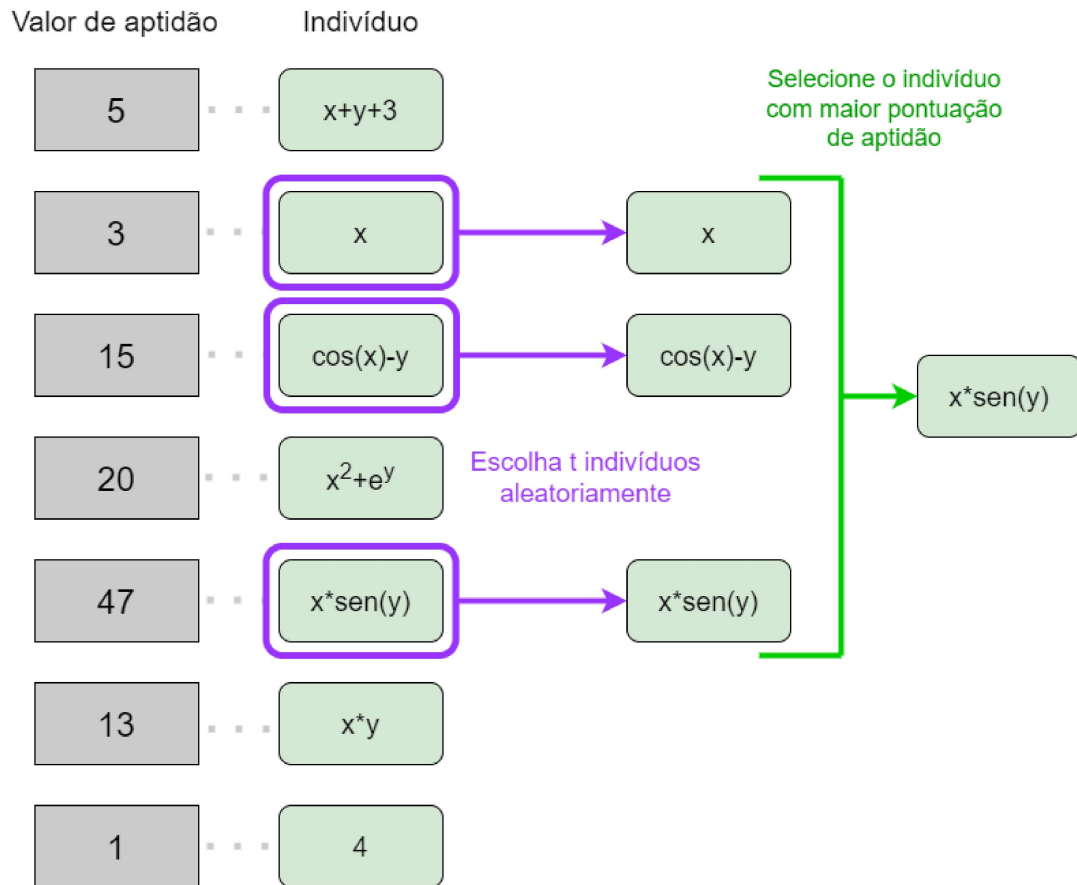 Valor de aptidão
Indivíduo
5
x+y+3
Selecione o indivíduo
com maior pontuação
de aptidão
3
x
x
15
cos(x)-y
cos(x)-y
x*sen(y)
20
x²+eʸ
Escolha t indivíduos
aleatoriamente
47
x*sen(y)
x*sen(y)
13
x*y
1
4